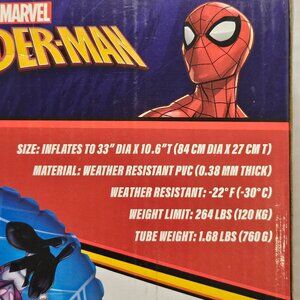 MARVEL
PIDER-MAN
SIZE: INFLATES TO 33" DIA X 10.6"T (84 CM DIA X 27 CM T)
MATERIAL: WEATHER RESISTANT PVC (0.38 MM THICK)
WEATHER RESISTANT: -22°F (-30°C)
WEIGHT LIMIT: 264 LBS (120 KG)
TUBE WEIGHT: 1.68 LBS (760 G)